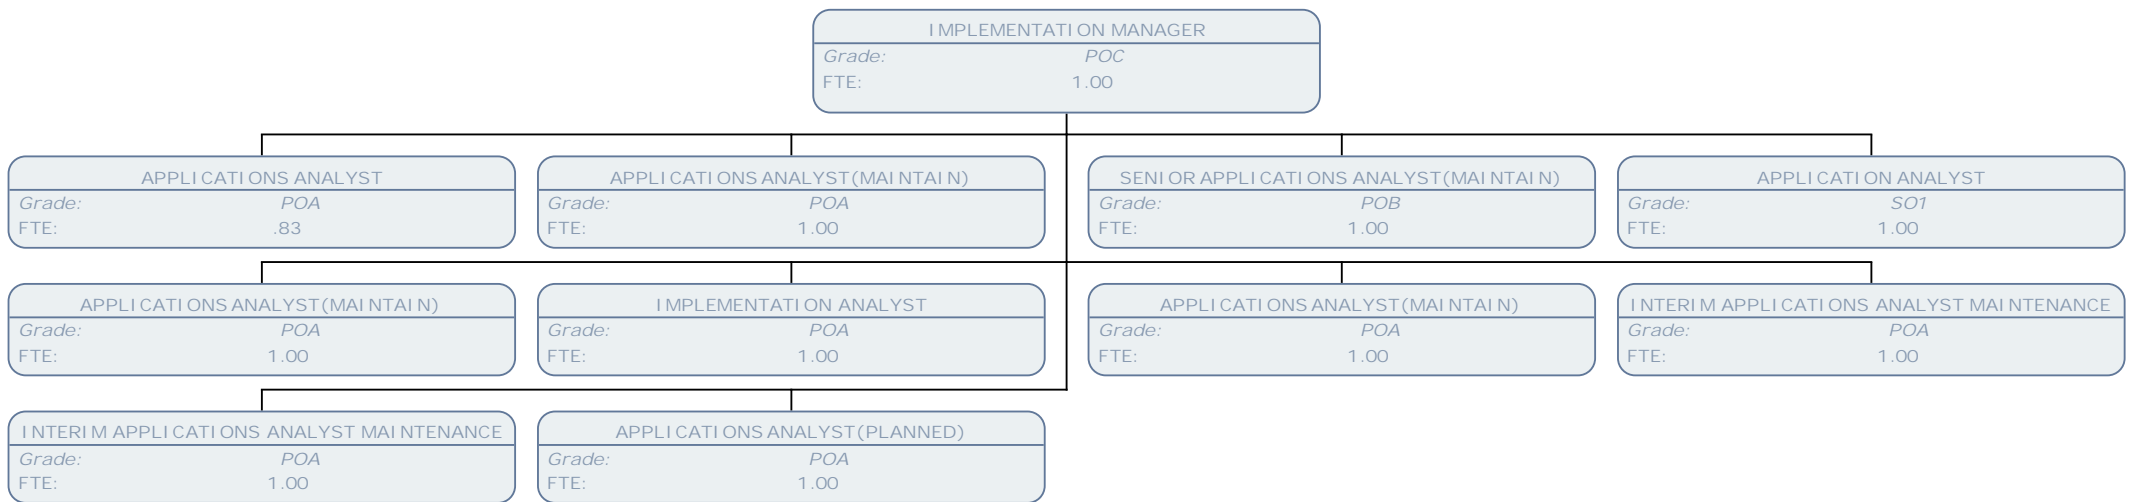 IMPLEMENTATION MANAGER
Grade: POC
FTE: 1.00
APPLICATIONS ANALYST
Grade: POA
FTE: .83
APPLICATIONS ANALYST(MAINTAIN)
Grade: POA
FTE: 1.00
SENIOR APPLICATIONS ANALYST(MAINTAIN)
Grade: POB
FTE: 1.00
APPLICATION ANALYST
Grade: SO1
FTE: 1.00
APPLICATIONS ANALYST(MAINTAIN)
Grade: POA
FTE: 1.00
IMPLEMENTATION ANALYST
Grade: POA
FTE: 1.00
APPLICATIONS ANALYST(MAINTAIN)
Grade: POA
FTE: 1.00
INTERIM APPLICATIONS ANALYST MAINTENANCE
Grade: POA
FTE: 1.00
INTERIM APPLICATIONS ANALYST MAINTENANCE
Grade: POA
FTE: 1.00
APPLICATIONS ANALYST(PLANNED)
Grade: POA
FTE: 1.00